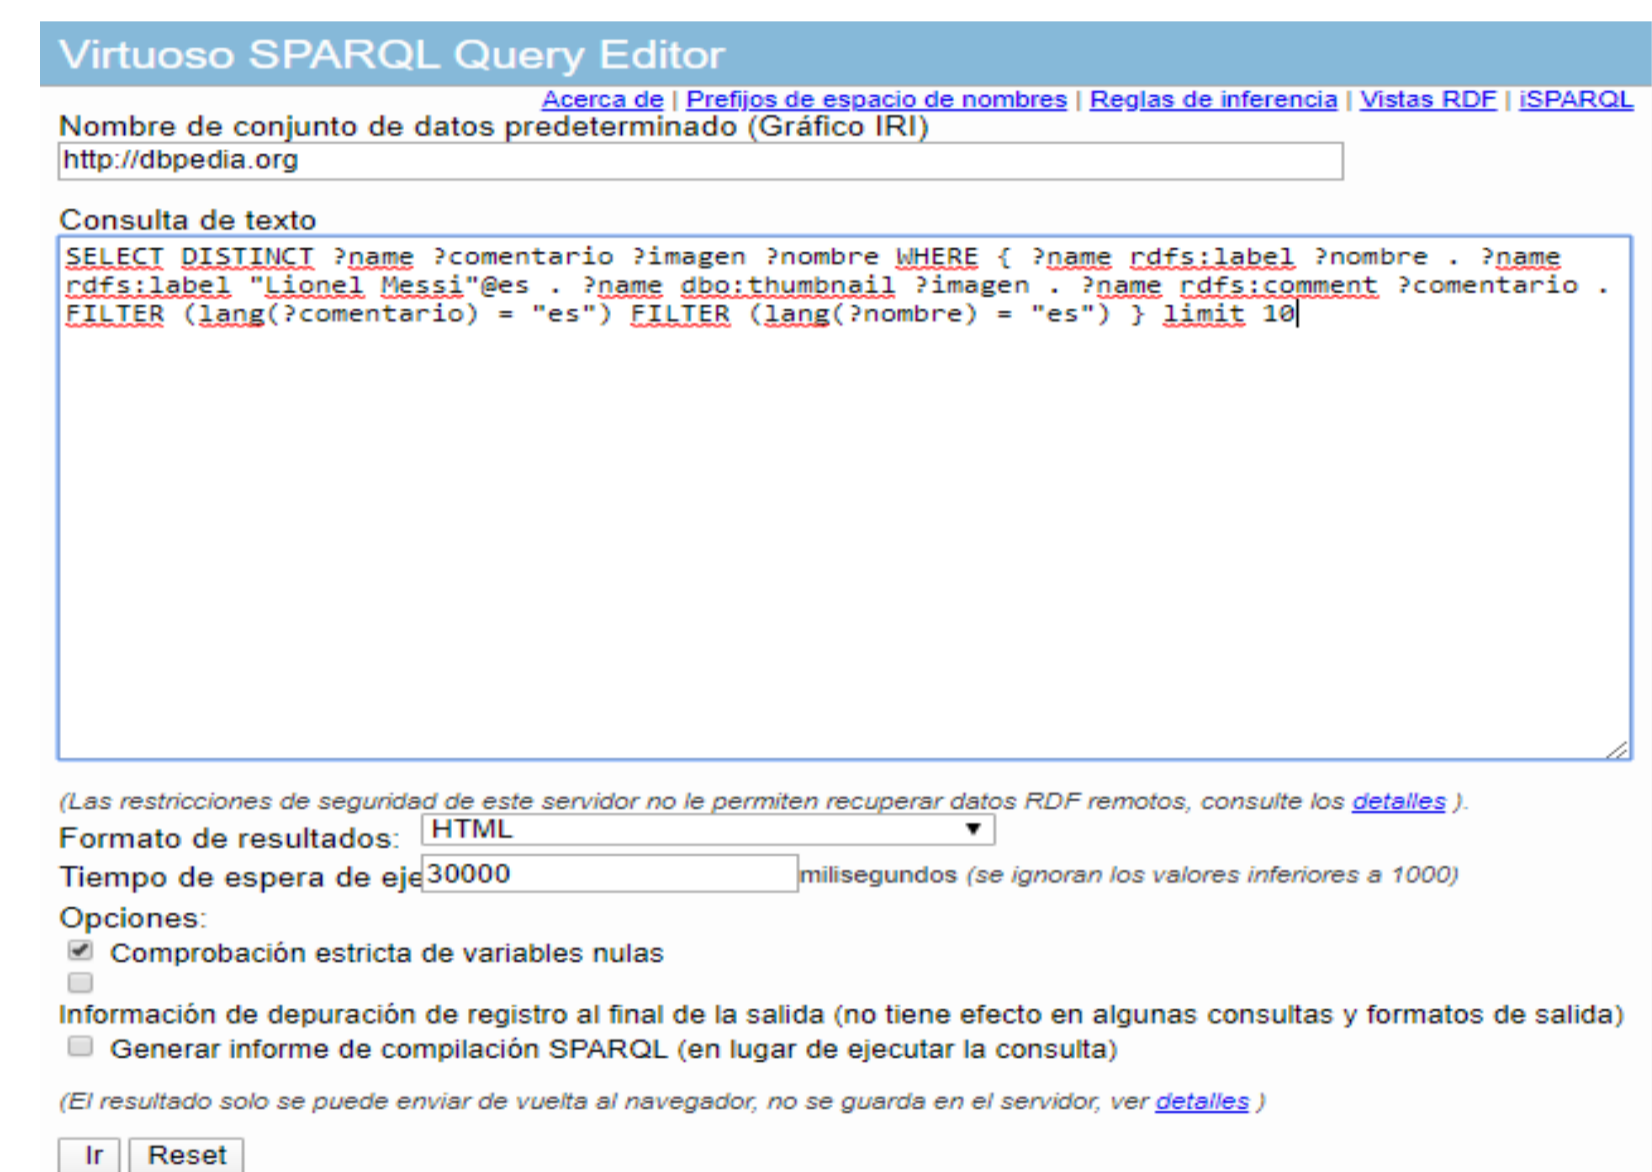 Virtuoso SPARQL Query Editor
Acerca de | Prefijos de espacio de nombres | Reglas de inferencia | Vistas RDF | iSPARQL
Nombre de conjunto de datos predeterminado (Gráfico IRI)
http://dbpedia.org
Consulta de texto
SELECT DISTINCT ?name ?comentario ?imagen ?nombre WHERE { ?name rdfs:label ?nombre . ?name
rdfs:label "Lionel Messi"@es . ?name dbo:thumbnail ?imagen . ?name rdfs:comment ?comentario .
FILTER (lang(?comentario) = "es") FILTER (lang(?nombre) = "es") } limit 10
(Las restricciones de seguridad de este servidor no le permiten recuperar datos RDF remotos, consulte los detalles ).
Formato de resultados: HTML
Tiempo de espera de eje 30000 milisegundos (se ignoran los valores inferiores a 1000)
Opciones:
Comprobación estricta de variables nulas
Información de depuración de registro al final de la salida (no tiene efecto en algunas consultas y formatos de salida)
Generar informe de compilación SPARQL (en lugar de ejecutar la consulta)
(El resultado solo se puede enviar de vuelta al navegador, no se guarda en el servidor, ver detalles )
Ir Reset